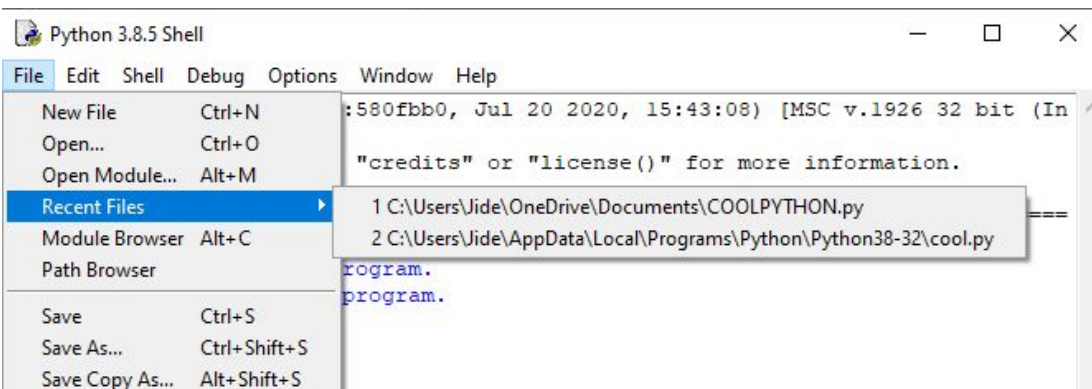 Python 3.8.5 Shell
File Edit Shell Debug Options Window Help
New File Ctrl+N
Open... Ctrl+O
Open Module... Alt+M
Recent Files
Module Browser Alt+C
Path Browser
Save Ctrl+S
Save As... Ctrl+Shift+S
Save Copy As... Alt+Shift+S
1 C:\Users\Jide\OneDrive\Documents\COOLPYTHON.py
2 C:\Users\Jide\AppData\Local\Programs\Python\Python38-32\cool.py
:580fbb0, Jul 20 2020, 15:43:08) [MSC v.1926 32 bit (In
"credits" or "license()" for more information.
===
rogram.
program.